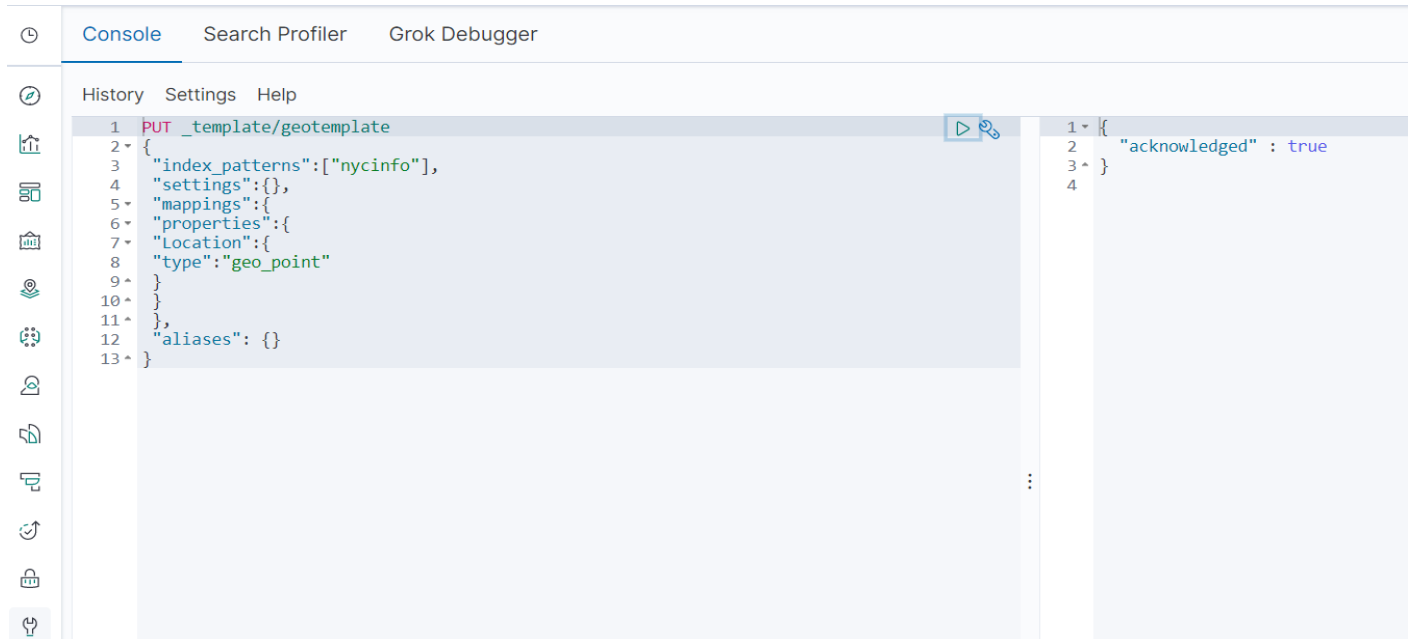 Console Search Profiler Grok Debugger
History Settings Help
1 PUT _template/geotemplate
2 {
3 "index_patterns":["nycinfo"],
4 "settings":{},
5 "mappings":{
6 "properties":{
7 "Location":{
8 "type":"geo_point"
9 }
10 }
11 },
12 "aliases": {}
13 }
1 {
2 "acknowledged" : true
3 }
4